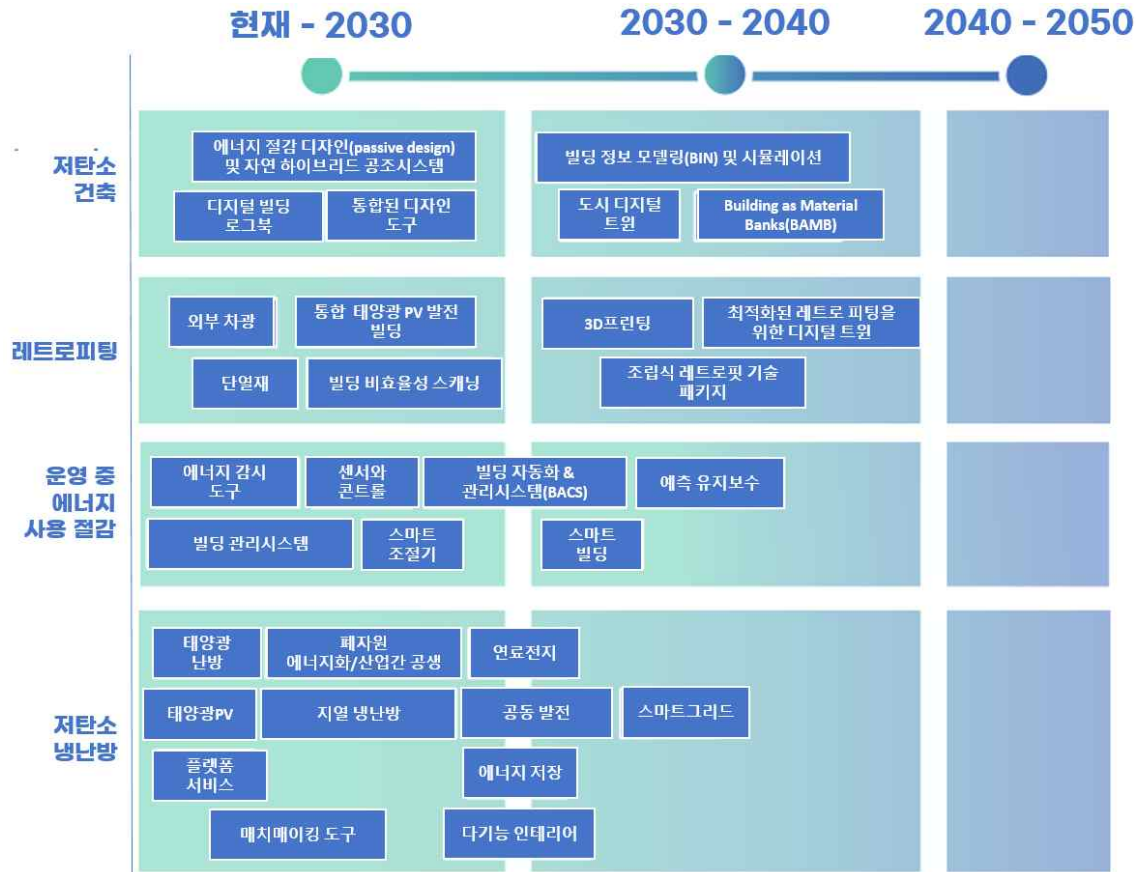 현재 - 2030
2030 - 2040
2040 - 2050
저탄소
건축
에너지 절감 디자인(passive design)
및 자연 하이브리드 공조시스템
디지털 빌딩
로그북
통합된 디자인
도구
빌딩 정보 모델링(BIN) 및 시뮬레이션
도시 디지털
트윈
Building as Material
Banks(BAMB)
레트로피팅
외부 차광
통합 태양광 PV 발전
빌딩
단열재
빌딩 비효율성 스캐닝
3D프린팅
최적화된 레트로 피팅을
위한 디지털 트윈
조립식 레트로핏 기술
패키지
운영 중
에너지
사용 절감
에너지 감시
도구
센서와
콘트롤
빌딩 자동화 &
관리시스템(BACS)
예측 유지보수
빌딩 관리시스템
스마트
조절기
스마트
빌딩
저탄소
냉난방
태양광
난방
폐자원
에너지화/산업간 공생
연료전지
태양광PV
지열 냉난방
공동 발전
스마트그리드
플랫폼
서비스
에너지 저장
매치메이킹 도구
다기능 인테리어